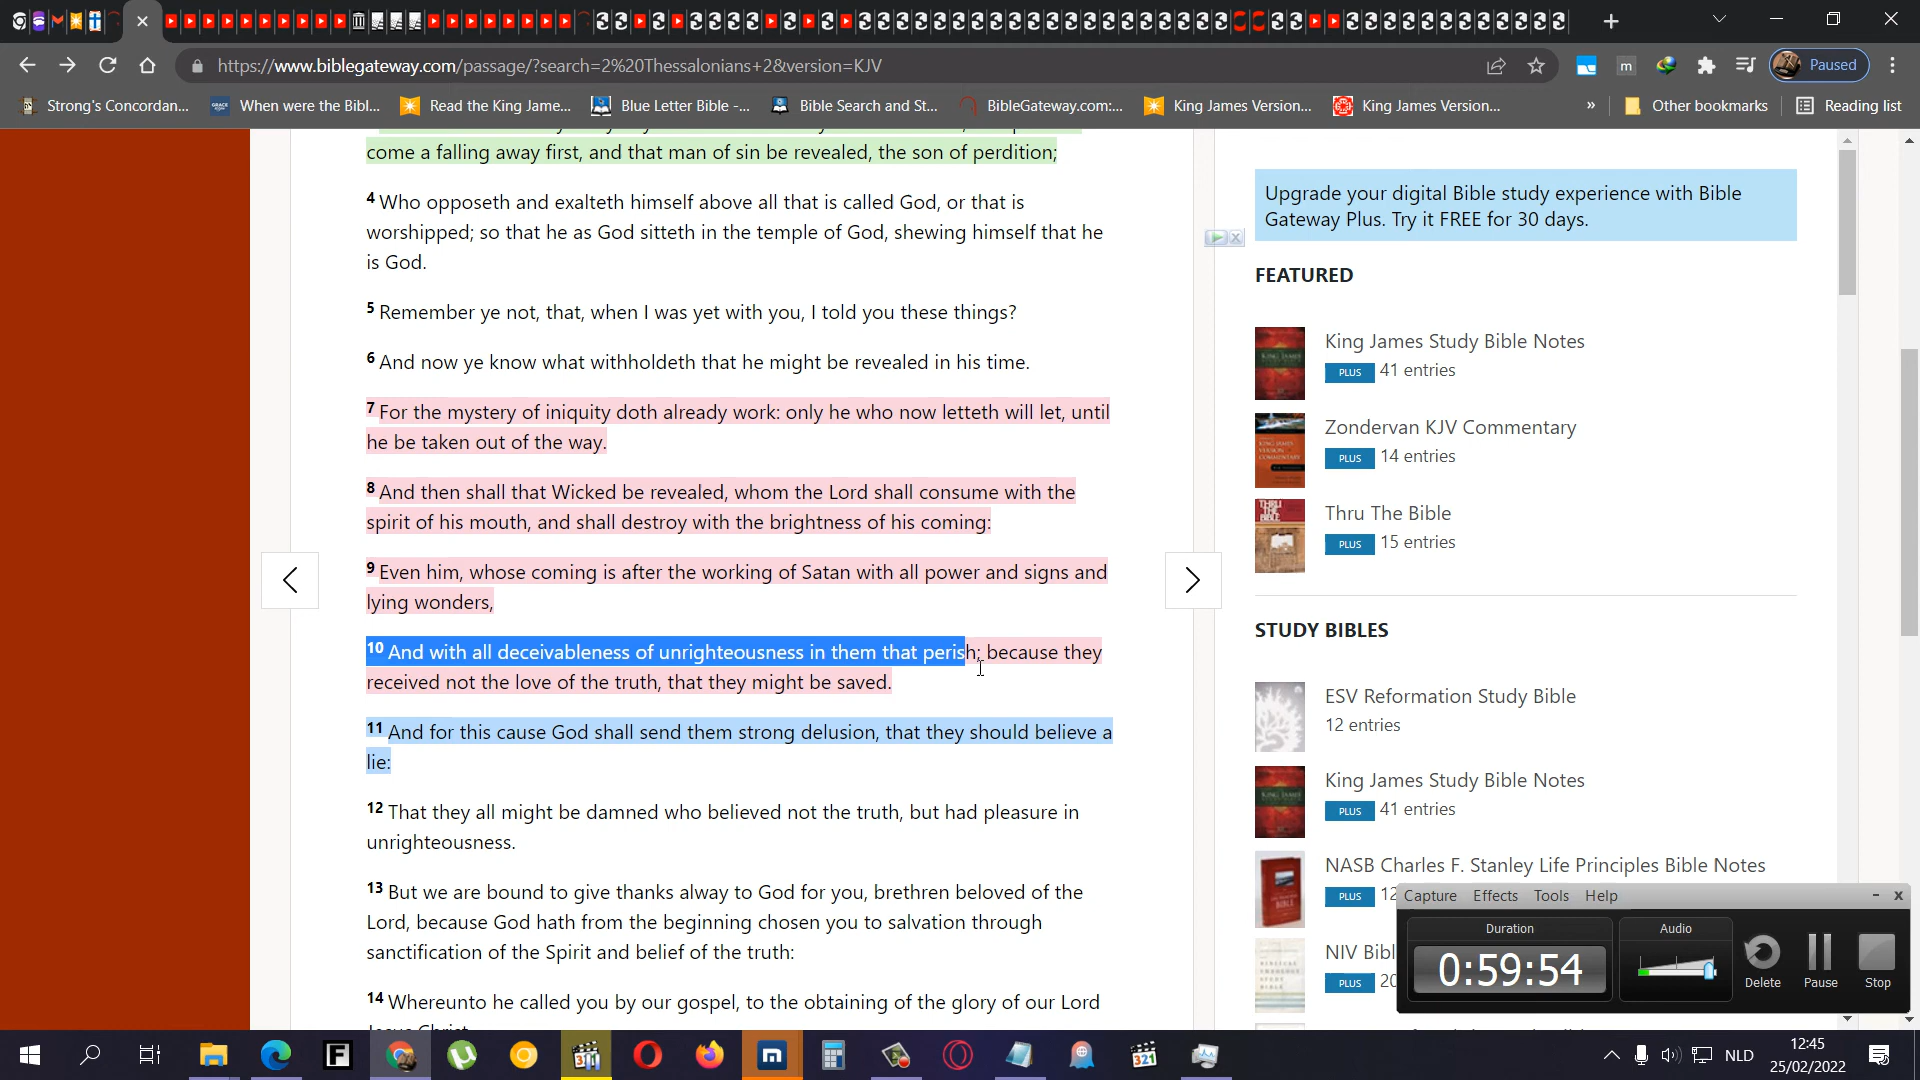 https://www.biblegateway.com/passage/?search=2%20Thessalonians+2&version=KJV
Paused
Strong's Concordan...
When were the Bibl...
Read the King Jame...
Blue Letter Bible -...
Bible Search and St...
BibleGateway.com:...
King James Version...
King James Version...
»
Other bookmarks
Reading list
come a falling away first, and that man of sin be revealed, the son of perdition;
4 Who opposeth and exalteth himself above all that is called God, or that is
worshipped; so that he as God sitteth in the temple of God, shewing himself that he
is God.
5 Remember ye not, that, when I was yet with you, I told you these things?
6 And now ye know what withholdeth that he might be revealed in his time.
7 For the mystery of iniquity doth already work: only he who now letteth will let, until
he be taken out of the way.
8 And then shall that Wicked be revealed, whom the Lord shall consume with the
spirit of his mouth, and shall destroy with the brightness of his coming:
9 Even him, whose coming is after the working of Satan with all power and signs and
lying wonders,
10 And with all deceivableness of unrighteousness in them that perish; because they
received not the love of the truth, that they might be saved.
11 And for this cause God shall send them strong delusion, that they should believe a
lie:
12 That they all might be damned who believed not the truth, but had pleasure in
unrighteousness.
13 But we are bound to give thanks alway to God for you, brethren beloved of the
Lord, because God hath from the beginning chosen you to salvation through
sanctification of the Spirit and belief of the truth:
14 Whereunto he called you by our gospel, to the obtaining of the glory of our Lord
Jesus Christ.
Upgrade your digital Bible study experience with Bible
Gateway Plus. Try it FREE for 30 days.
FEATURED
King James Study Bible Notes
PLUS 41 entries
Zondervan KJV Commentary
PLUS 14 entries
Thru The Bible
PLUS 15 entries
STUDY BIBLES
ESV Reformation Study Bible
12 entries
King James Study Bible Notes
PLUS 41 entries
NASB Charles F. Stanley Life Principles Bible Notes
PLUS 12
NIV Bibl
PLUS 20
Capture Effects Tools Help
Duration
0:59:54
Audio
Delete
Pause
Stop
NLD
12:45
25/02/2022